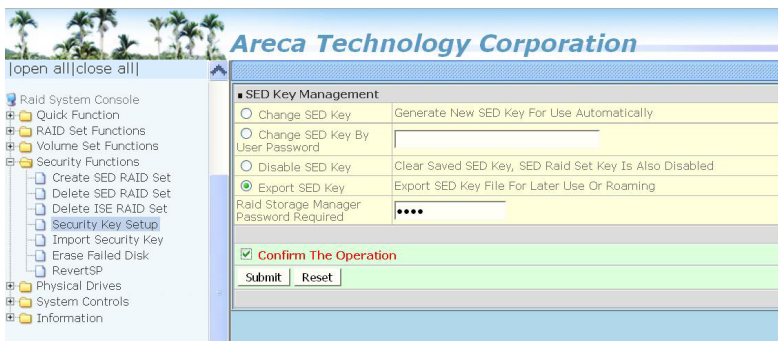 Areca Technology Corporation
|open all|close all|
Raid System Console
Quick Function
RAID Set Functions
Volume Set Functions
Security Functions
Create SED RAID Set
Delete SED RAID Set
Delete ISE RAID Set
Security Key Setup
Import Security Key
Erase Failed Disk
RevertSP
Physical Drives
System Controls
Information
SED Key Management
Change SED Key Generate New SED Key For Use Automatically
Change SED Key By
User Password
Disable SED Key Clear Saved SED Key, SED Raid Set Key Is Also Disabled
Export SED Key Export SED Key File For Later Use Or Roaming
Raid Storage Manager
Password Required ••••
Confirm The Operation
Submit Reset